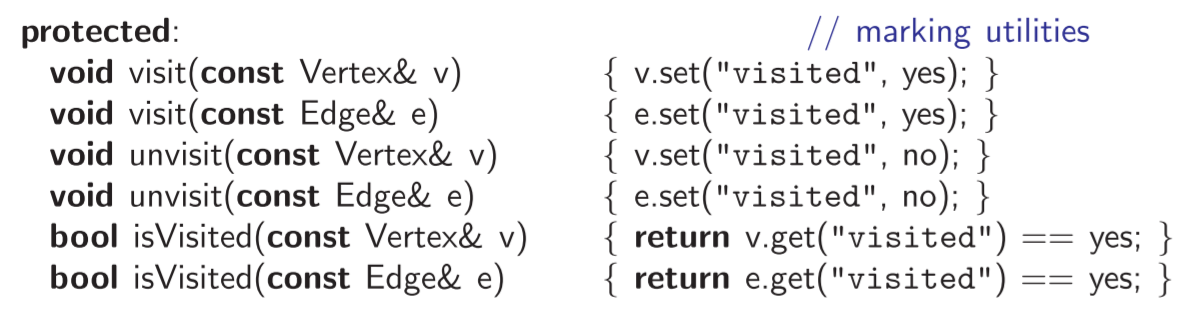 protected: // marking utilities
void visit(const Vertex& v) { v.set("visited", yes); }
void visit(const Edge& e) { e.set("visited", yes); }
void unvisit(const Vertex& v) { v.set("visited", no); }
void unvisit(const Edge& e) { e.set("visited", no); }
bool isVisited(const Vertex& v) { return v.get("visited") == yes; }
bool isVisited(const Edge& e) { return e.get("visited") == yes; }